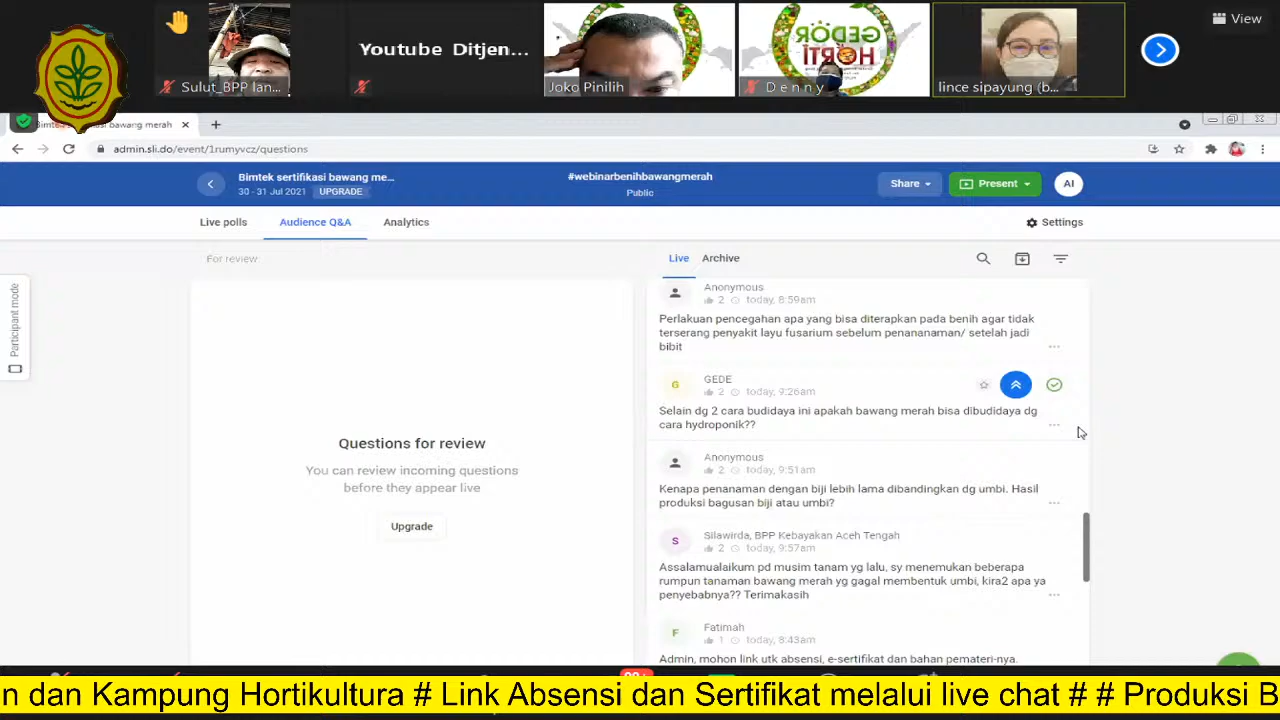 View
Sulut_BPP lan...
Youtube Ditjen...
Joko Pinilih
GEDOR
HORTI
Denny
lince sipayung (b...
si bawang merah
admin.sli.do/event/1rumyvcz/questions
Bimtek sertifikasi bawang me...
30 - 31 Jul 2021 UPGRADE
#webinarbenihbawangmerah
Public
Share
Present
AI
Live polls
Audience Q&A
Analytics
Settings
For review
Live
Archive
Participant mode
Questions for review
You can review incoming questions
before they appear live
Upgrade
Anonymous
2 today, 8:59am
Perlakuan pencegahan apa yang bisa diterapkan pada benih agar tidak
terserang penyakit layu fusarium sebelum penananaman/ setelah jadi
bibit
G
GEDE
2 today, 9:26am
Selain dg 2 cara budidaya ini apakah bawang merah bisa dibudidaya dg
cara hydroponik??
Anonymous
2 today, 9:51am
Kenapa penanaman dengan biji lebih lama dibandingkan dg umbi. Hasil
produksi bagusan biji atau umbi?
S
Silawirda, BPP Kebayakan Aceh Tengah
2 today, 9:57am
Assalamualaikum pd musim tanam yg lalu, sy menemukan beberapa
rumpun tanaman bawang merah yg gagal membentuk umbi, kira2 apa ya
penyebabnya?? Terimakasih
F
Fatimah
1 today, 8:43am
Admin, mohon link utk absensi, e-sertifikat dan bahan pemateri-nya.
n dan Kampung Hortikultura # Link Absensi dan Sertifikat melalui live chat # # Produksi B